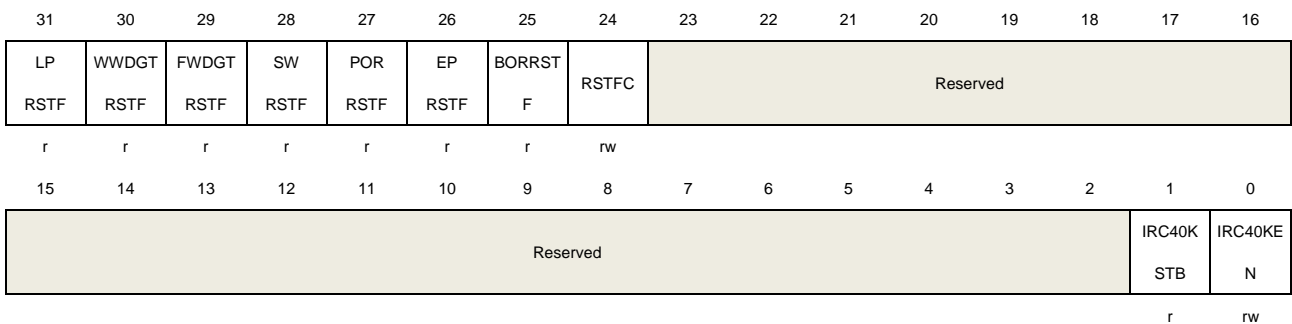 31 30 29 28 27 26 25 24 23 22 21 20 19 18 17 16
LP WWDGT FWDGT SW POR EP BORRST
RSTFC Reserved
RSTF RSTF RSTF RSTF RSTF RSTF F
r r r r r r r rw
15 14 13 12 11 10 9 8 7 6 5 4 3 2 1 0
IRC40K IRC40KE
Reserved
STB N
r rw